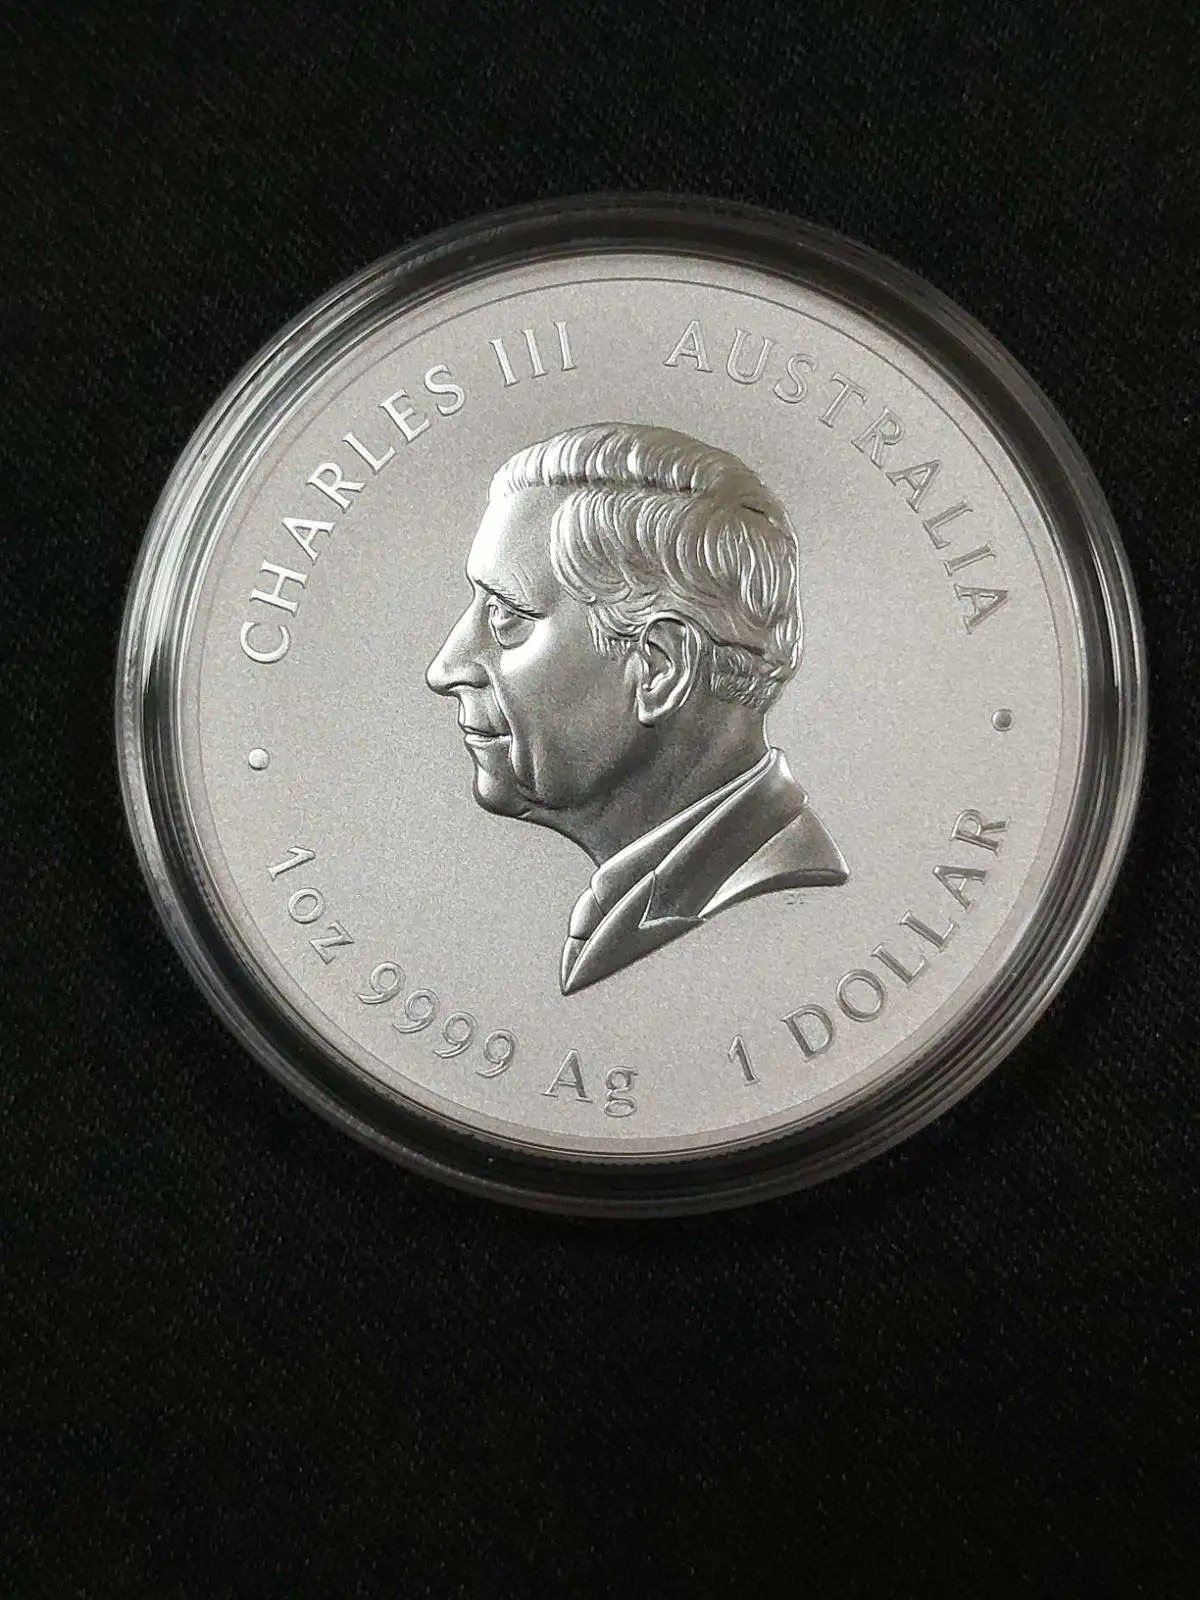 CHARLES III
AUSTRALIA
1oz 9999 Ag
1 DOLLAR